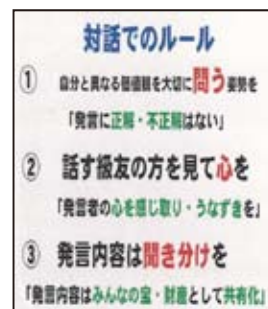 対話でのルール
① 自分と異なる価値観を大切に問う姿勢を
「発言に正解・不正解はない」
② 話す級友の方を見て心を
「発言者の心を感じ取り・うなずきを」
③ 発言内容は聞き分けを
「発言内容はみんなの宝・財産として共有化」